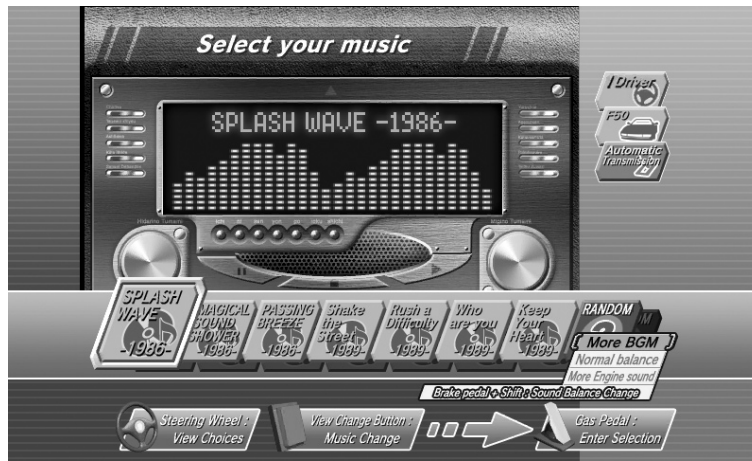 Select your music
SPLASH WAVE -1986-
1 Driver
F50
Automatic
Transmission
SPLASH
WAVE
-1986-
MAGICAL
SOUND
SHOWER
-1986-
PASSING
BREEZE
-1986-
Shake
the
Street
-1989-
Rush a
Difficulty
-1989-
Who
are you
-1989-
Keep
Your
Heart
-1989-
RANDOM
More BGM
Normal balance
More Engine sound
Brake pedal + Shift : Sound Balance Change
Steering Wheel :
View Choices
View Change Button :
Music Change
Gas Pedal :
Enter Selection